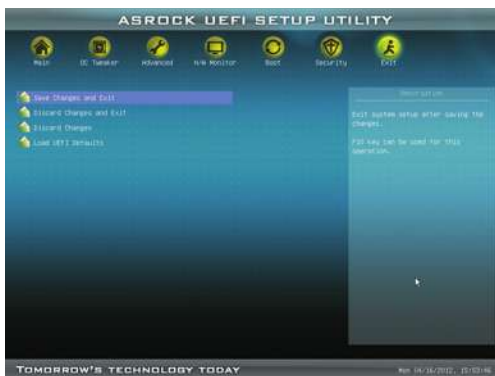 ASROCK UEFI SETUP UTILITY
Main
OC Tweaker
Advanced
H/W Monitor
Boot
Security
Exit
Save Changes and Exit
Discard Changes and Exit
Discard Changes
Load UEFI Defaults
Description
Exit system setup after saving the
changes.
F10 key can be used for this
operation.
TOMORROW'S TECHNOLOGY TODAY
Mon